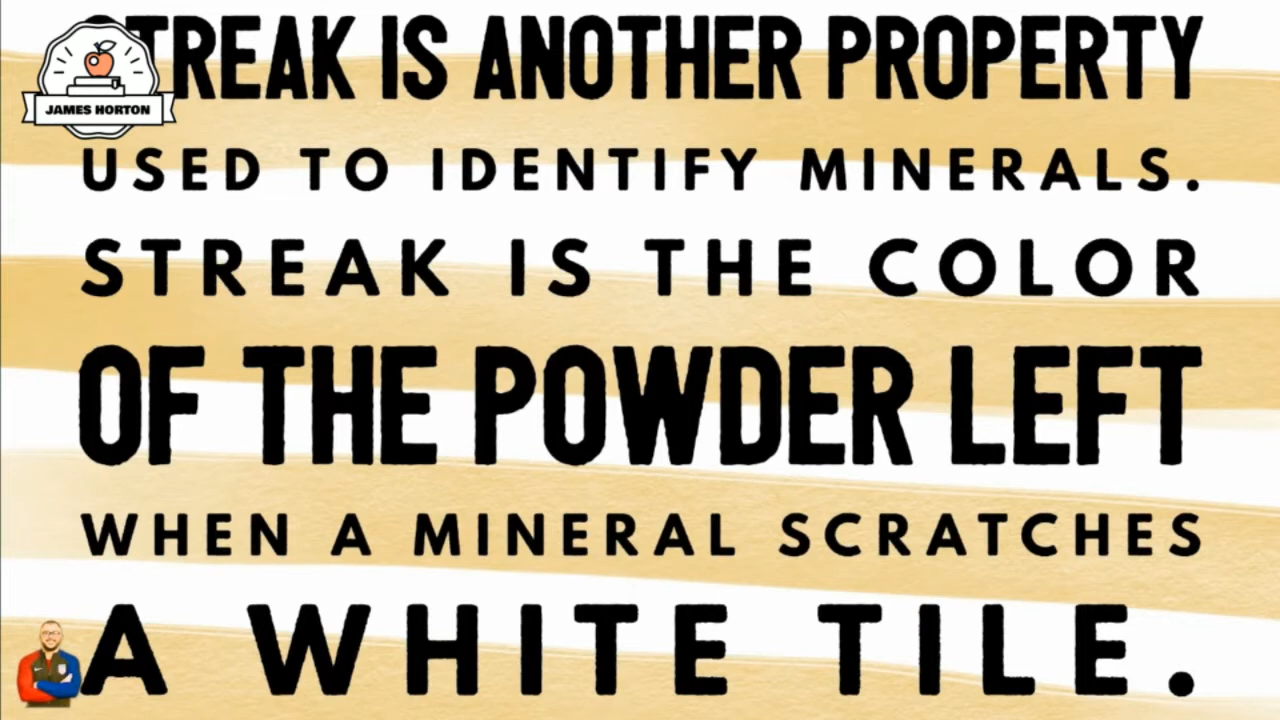 STREAK IS ANOTHER PROPERTY
JAMES HORTON
USED TO IDENTIFY MINERALS.
STREAK IS THE COLOR
OF THE POWDER LEFT
WHEN A MINERAL SCRATCHES
A WHITE TILE.